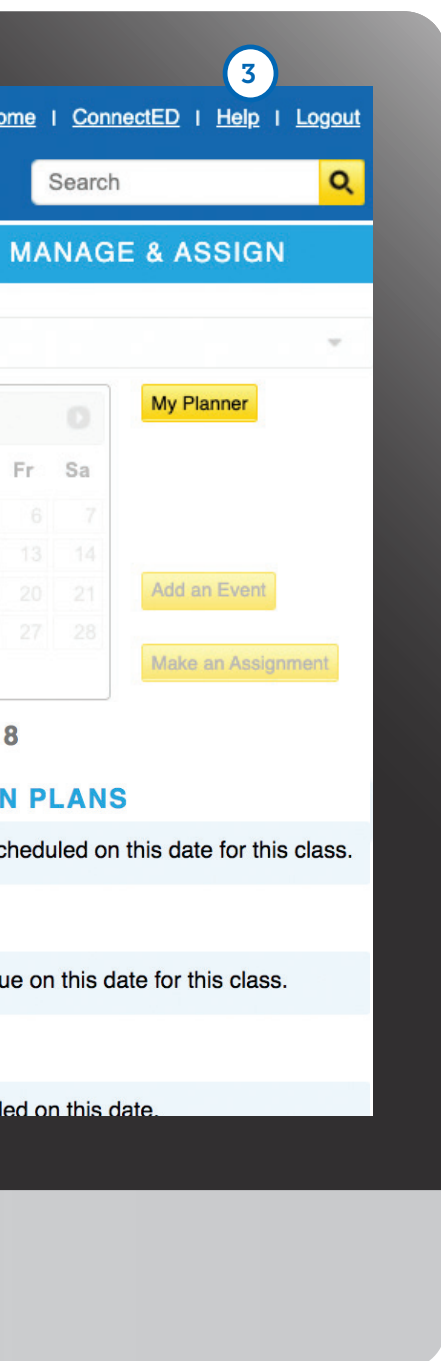 3
ome | ConnectED | Help | Logout
Search
MANAGE & ASSIGN
My Planner
Fr Sa
6 7
13 14
20 21
27 28
Add an Event
Make an Assignment
8
N PLANS
cheduled on this date for this class.
ue on this date for this class.
led on this date.